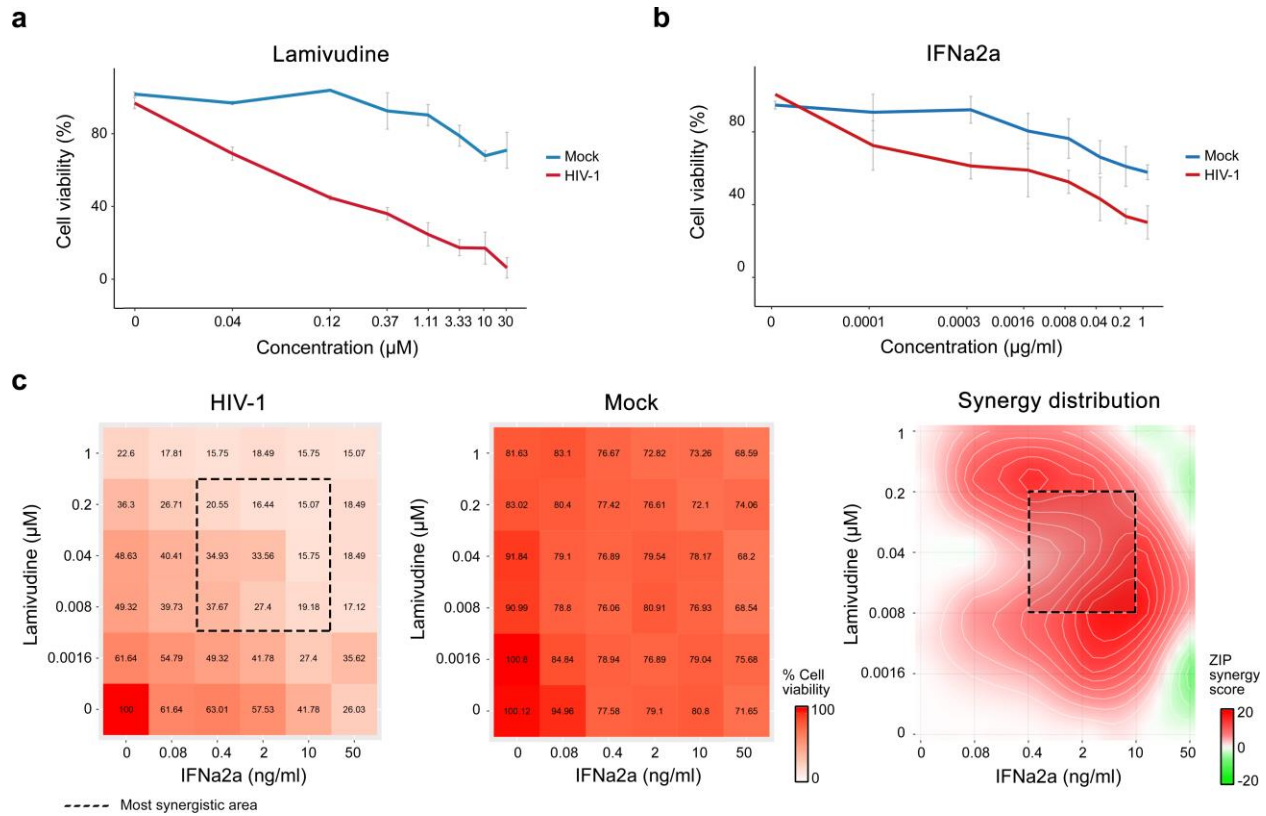 a
Lamivudine
Cell viability (%)
80
40
0
0 0.04 0.12 0.37 1.11 3.33 10 30
Concentration (µM)
Mock
HIV-1
b
IFNa2a
Cell viability (%)
80
40
0
0 0.0001 0.0003 0.0016 0.008 0.04 0.2 1
Concentration (µg/ml)
Mock
HIV-1
c
HIV-1
Lamivudine (µM)
1 22.6 17.81 15.75 18.49 15.75 15.07
0.2 36.3 26.71 20.55 16.44 15.07 18.49
0.04 48.63 40.41 34.93 33.56 15.75 18.49
0.008 49.32 39.73 37.67 27.4 19.18 17.12
0.0016 61.64 54.79 49.32 41.78 27.4 35.62
0 100 61.64 63.01 57.53 41.78 26.03
0 0.08 0.4 2 10 50
IFNa2a (ng/ml)
Most synergistic area
Mock
Lamivudine (µM)
1 81.63 83.1 76.67 72.82 73.26 68.59
0.2 83.02 80.4 77.42 76.61 72.1 74.06
0.04 91.84 79.1 76.89 79.54 78.17 68.2
0.008 90.99 78.8 76.06 80.91 76.93 68.54
0.0016 100.8 84.84 78.94 76.89 79.04 75.68
0 100.12 94.96 77.58 79.1 80.8 71.65
0 0.08 0.4 2 10 50
IFNa2a (ng/ml)
% Cell
viability
100
0
Synergy distribution
Lamivudine (µM)
1
0.2
0.04
0.008
0.0016
0
0 0.08 0.4 2 10 50
IFNa2a (ng/ml)
ZIP
synergy
score
20
0
-20